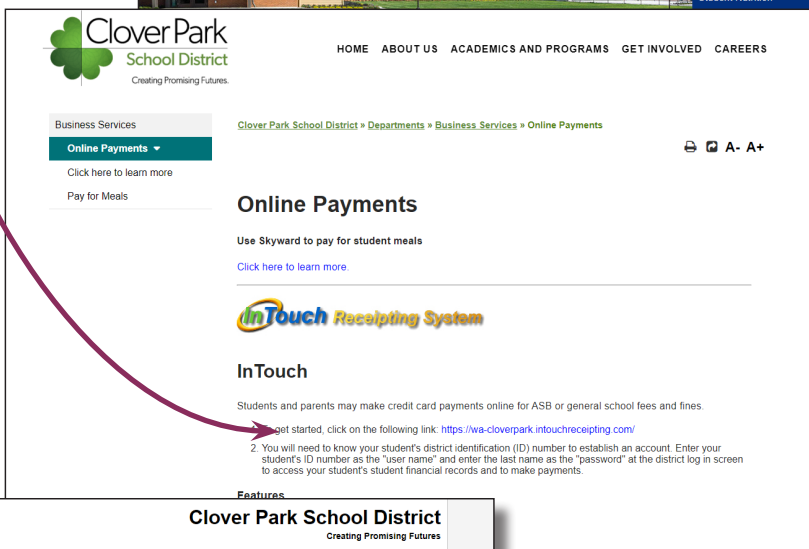 Clover Park
School District
Creating Promising Futures.
HOME ABOUT US ACADEMICS AND PROGRAMS GET INVOLVED CAREERS
Business Services
Online Payments
Click here to learn more
Pay for Meals
Clover Park School District » Departments » Business Services » Online Payments
A- A+
Online Payments
Use Skyward to pay for student meals
Click here to learn more.
InTouch Receipting System
InTouch
Students and parents may make credit card payments online for ASB or general school fees and fines.
get started, click on the following link: https://wa-cloverpark.intouchreceipting.com/
2. You will need to know your student's district identification (ID) number to establish an account. Enter your
student's ID number as the "user name" and enter the last name as the "password" at the district log in screen
to access your student's student financial records and to make payments.
Features
Clover Park School District
Creating Promising Futures